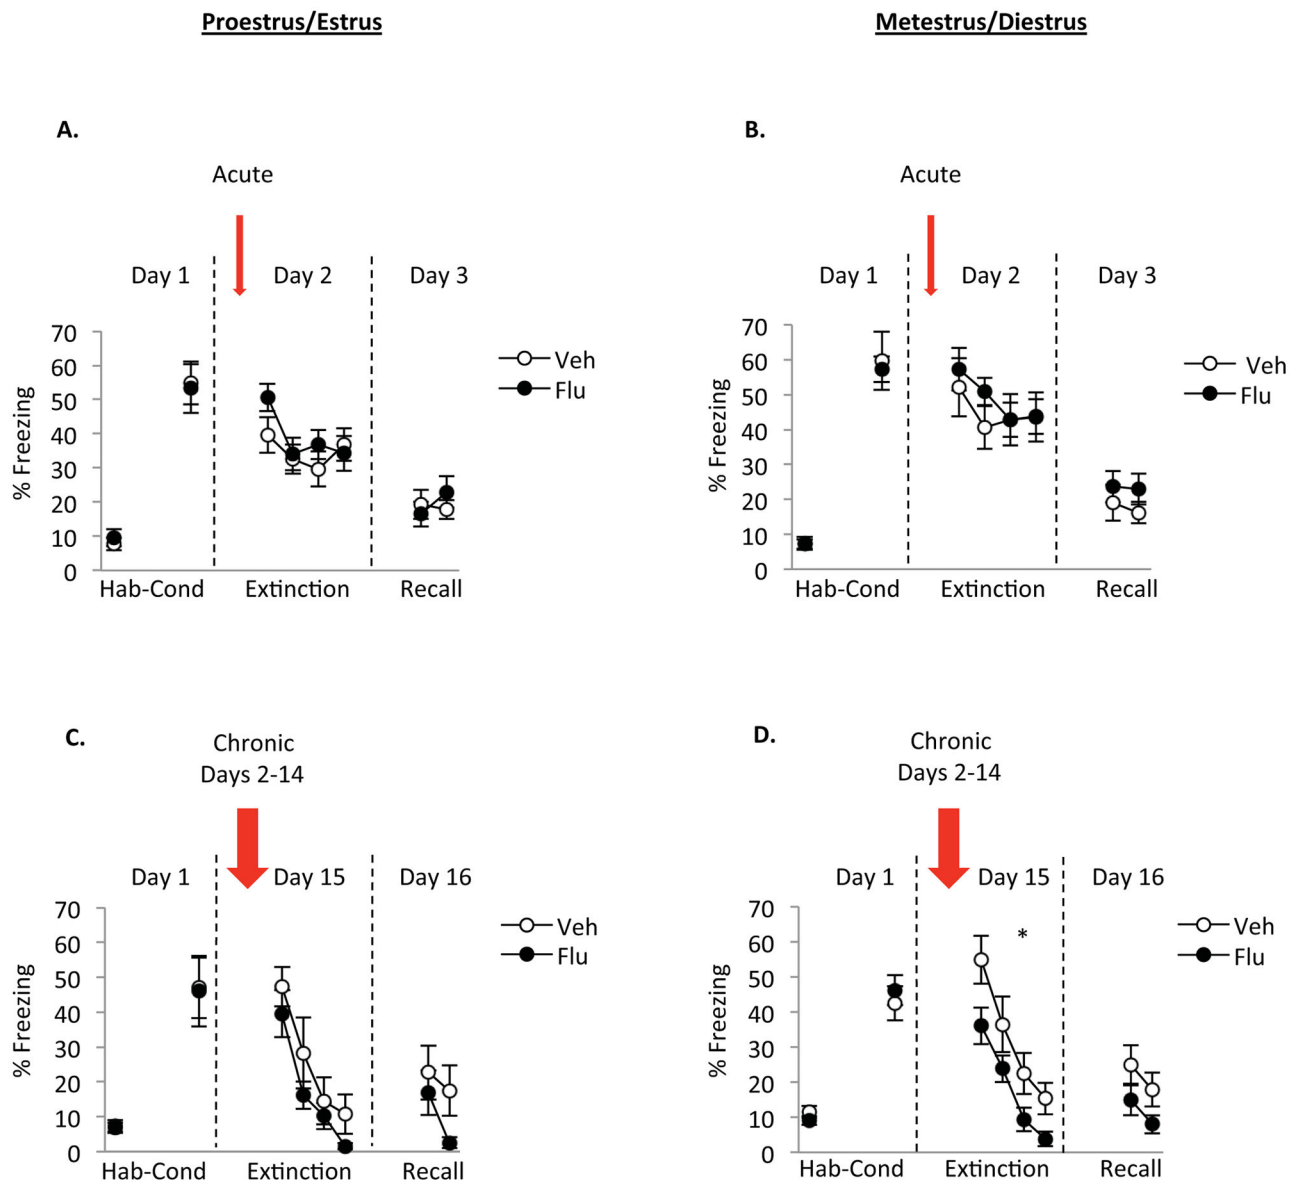 Proestrus/Estrus
Metestrus/Diestrus
A.
Acute
Day 1
Day 2
Day 3
% Freezing
70
60
50
40
30
20
10
0
Veh
Flu
Hab-Cond
Extinction
Recall
B.
Acute
Day 1
Day 2
Day 3
% Freezing
70
60
50
40
30
20
10
0
Veh
Flu
Hab-Cond
Extinction
Recall
C.
Chronic
Days 2-14
Day 1
Day 15
Day 16
% Freezing
70
60
50
40
30
20
10
0
Veh
Flu
Hab-Cond
Extinction
Recall
D.
Chronic
Days 2-14
Day 1
Day 15
Day 16
*
% Freezing
70
60
50
40
30
20
10
0
Veh
Flu
Hab-Cond
Extinction
Recall